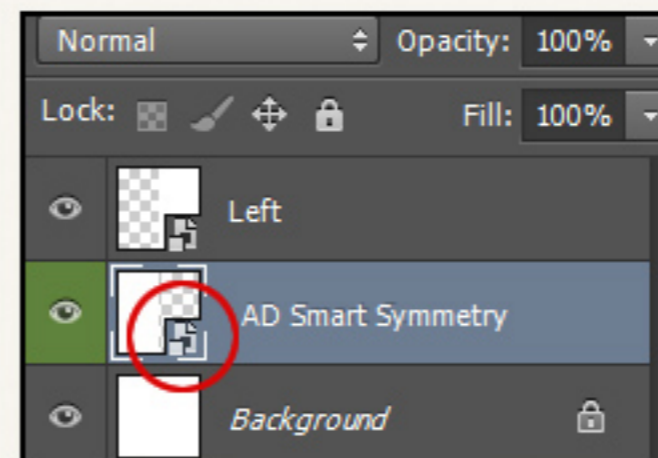 Normal Opacity: 100%
Lock: Fill: 100%
Left
AD Smart Symmetry
Background